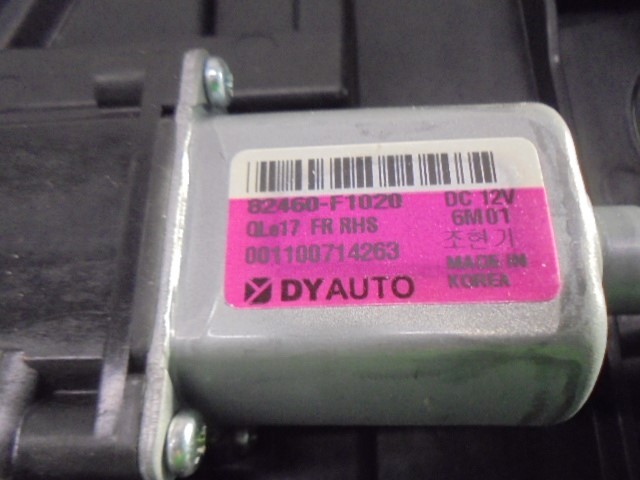 82460-F1020 DC 12V
QLe17 FR RHS 6M01
001100714263 조현기
DYAUTO MADE IN
KOREA